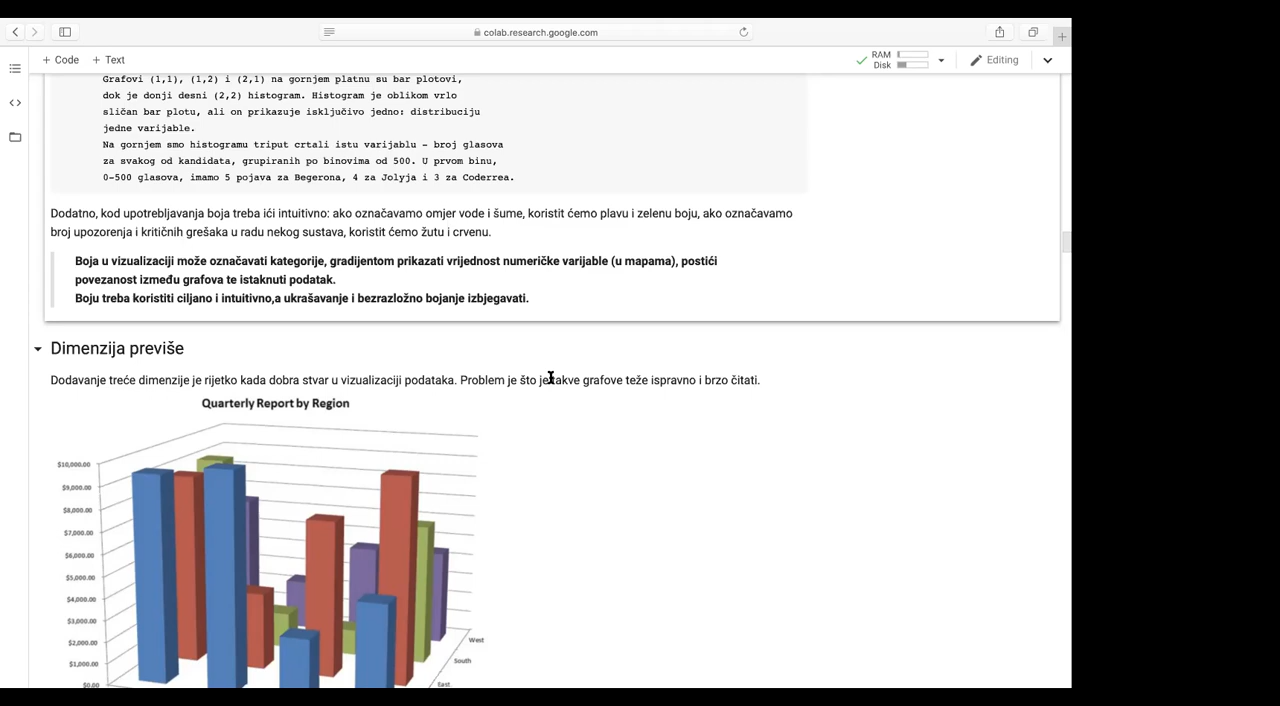 colab.research.google.com
+ Code + Text
RAM
Disk
Editing
Grafovi (1,1), (1,2) i (2,1) na gornjem platnu su bar plotovi,
dok je donji desni (2,2) histogram. Histogram je oblikom vrlo
sličan bar plotu, ali on prikazuje isključivo jedno: distribuciju
jedne varijable.
Na gornjem smo histogramu triput crtali istu varijablu - broj glasova
za svakog od kandidata, grupiranih po binovima od 500. U prvom binu,
0-500 glasova, imamo 5 pojava za Begerona, 4 za Jolyja i 3 za Coderrea.
Dodatno, kod upotrebljavanja boja treba ići intuitivno: ako označavamo omjer vode i šume, koristit ćemo plavu i zelenu boju, ako označavamo
broj upozorenja i kritičnih grešaka u radu nekog sustava, koristit ćemo žutu i crvenu.
Boja u vizualizaciji može označavati kategorije, gradijentom prikazati vrijednost numeričke varijable (u mapama), postići
povezanost između grafova te istaknuti podatak.
Boju treba koristiti ciljano i intuitivno,a ukrašavanje i bezrazložno bojanje izbjegavati.
Dimenzija previše
Dodavanje treće dimenzije je rijetko kada dobra stvar u vizualizaciji podataka. Problem je što je takve grafove teže ispravno i brzo čitati.
Quarterly Report by Region
$10,000.00
$9,000.00
$8,000.00
$7,000.00
$6,000.00
$5,000.00
$4,000.00
$3,000.00
$2,000.00
$1,000.00
$0.00
West
South
East